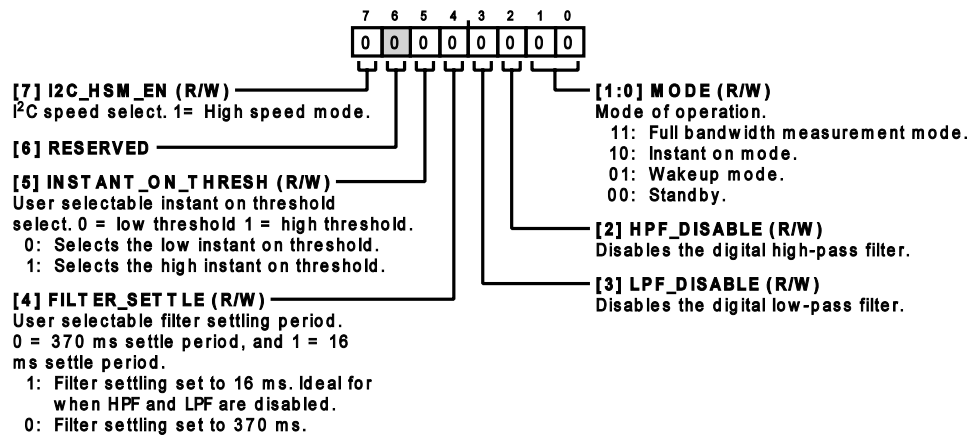 7 6 5 4 3 2 1 0
0 0 0 0 0 0 0 0
[7] I2C_HSM_EN (R/W)
I²C speed select. 1= High speed mode.
[6] RESERVED
[5] INSTANT_ON_THRESH (R/W)
User selectable instant on threshold
select. 0 = low threshold 1 = high threshold.
0: Selects the low instant on threshold.
1: Selects the high instant on threshold.
[4] FILTER_SETTLE (R/W)
User selectable filter settling period.
0 = 370 ms settle period, and 1 = 16
ms settle period.
1: Filter settling set to 16 ms. Ideal for
when HPF and LPF are disabled.
0: Filter settling set to 370 ms.
[1:0] MODE (R/W)
Mode of operation.
11: Full bandwidth measurement mode.
10: Instant on mode.
01: Wakeup mode.
00: Standby.
[2] HPF_DISABLE (R/W)
Disables the digital high-pass filter.
[3] LPF_DISABLE (R/W)
Disables the digital low-pass filter.